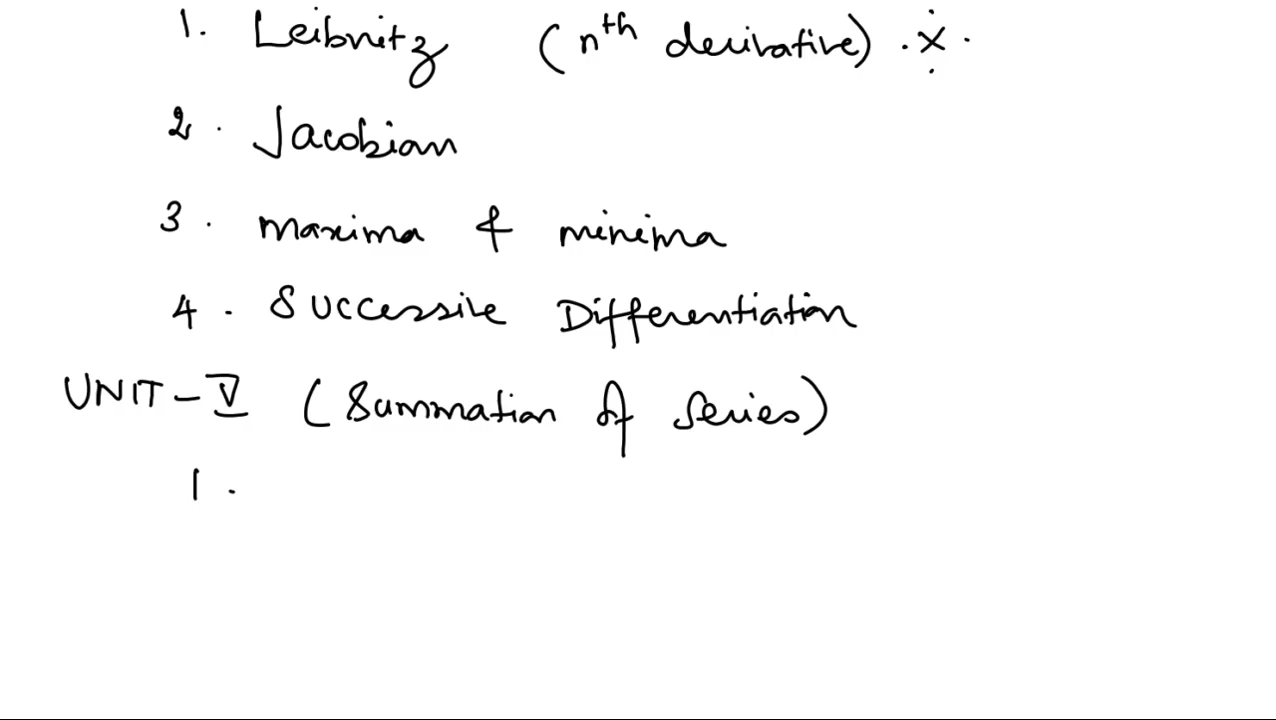 1. Leibnitz (nth derivative) .x.
2. Jacobian
3. maxima & minima
4. Successive Differentiation
UNIT-V (Summation of series)
1.